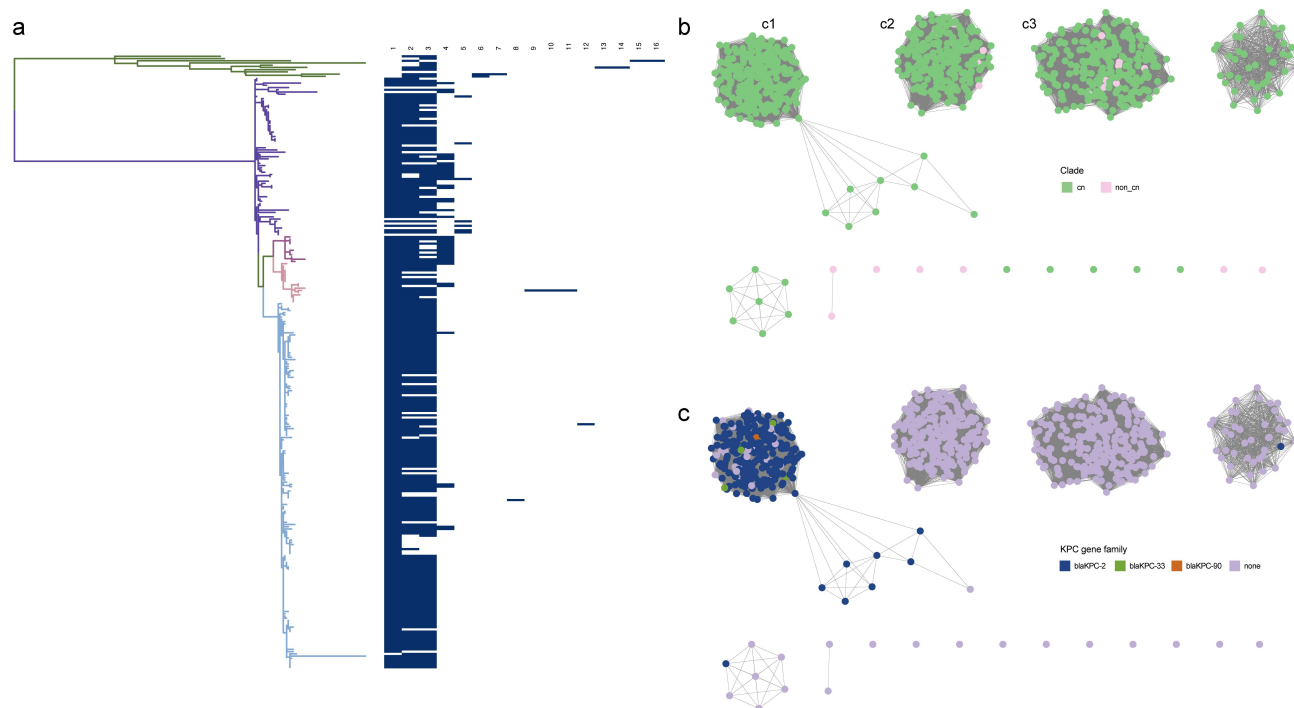 a
1 2 3 4 5 6 7 8 9 10 11 12 13 14 15 16
b
c1 c2 c3
Clade
cn non_cn
c
KPC gene family
blaKPC-2 blaKPC-33 blaKPC-90 none